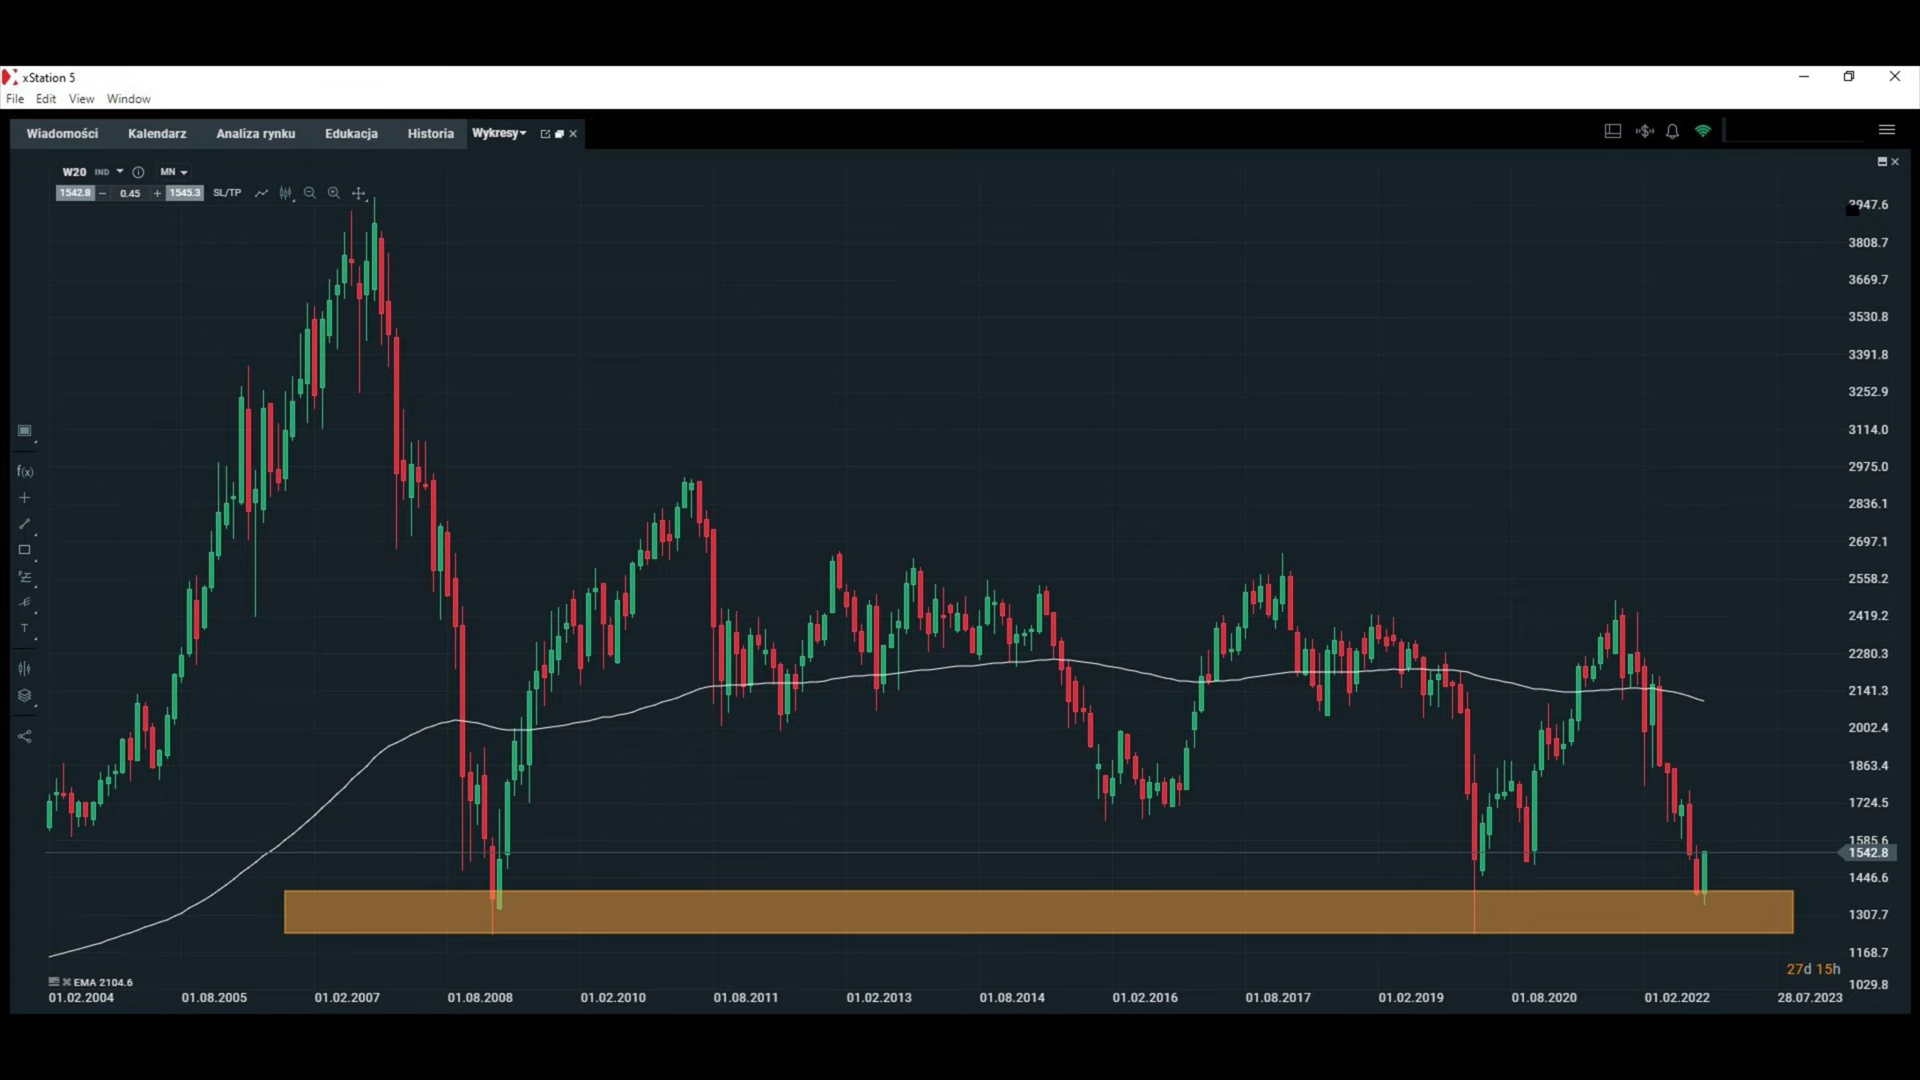 xStation 5
File Edit View Window
Wiadomości Kalendarz Analiza rynku Edukacja Historia Wykresy
W20 IND MN
1542.8 − 0.45 + 1545.3 SL/TP
3947.6
3808.7
3669.7
3530.8
3391.8
3252.9
3114.0
2975.0
2836.1
2697.1
2558.2
2419.2
2280.3
2141.3
2002.4
1863.4
1724.5
1585.6
1542.8
1446.6
1307.7
1168.7
1029.8
f(x)
T
27d 15h
EMA 2104.6
01.02.2004 01.08.2005 01.02.2007 01.08.2008 01.02.2010 01.08.2011 01.02.2013 01.08.2014 01.02.2016 01.08.2017 01.02.2019 01.08.2020 01.02.2022 28.07.2023